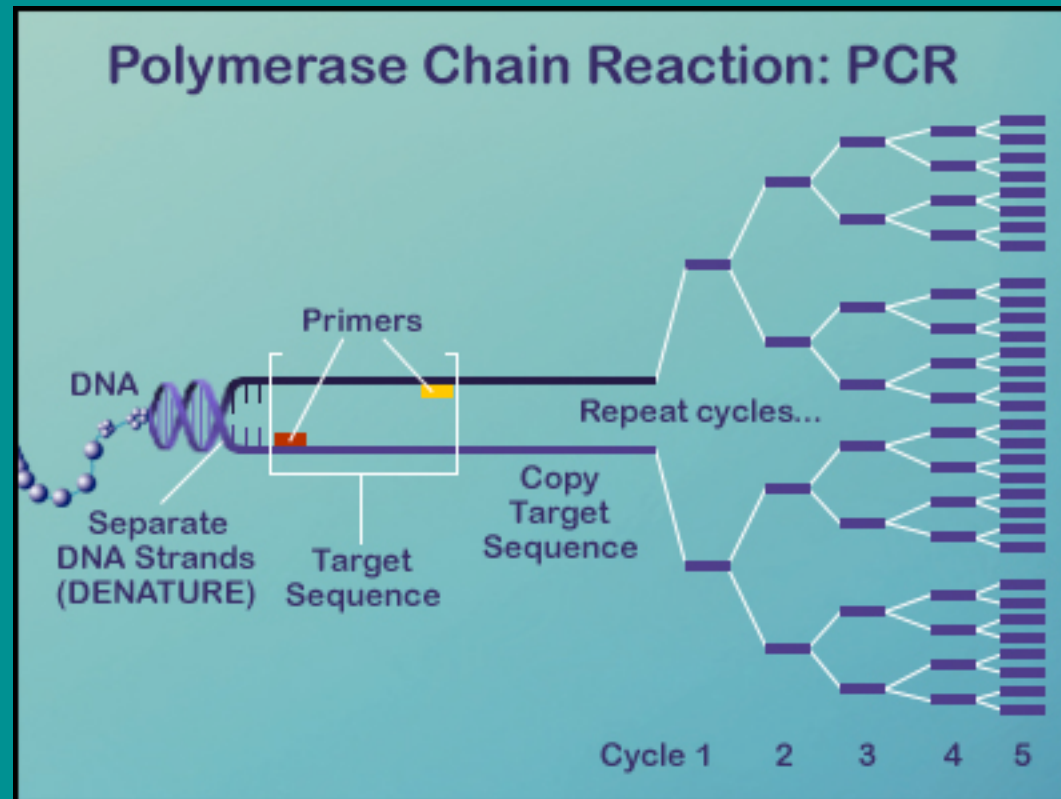 Polymerase Chain Reaction: PCR
Primers
DNA
Repeat cycles...
Separate
DNA Strands
(DENATURE)
Target
Sequence
Copy
Target
Sequence
Cycle 1 2 3 4 5